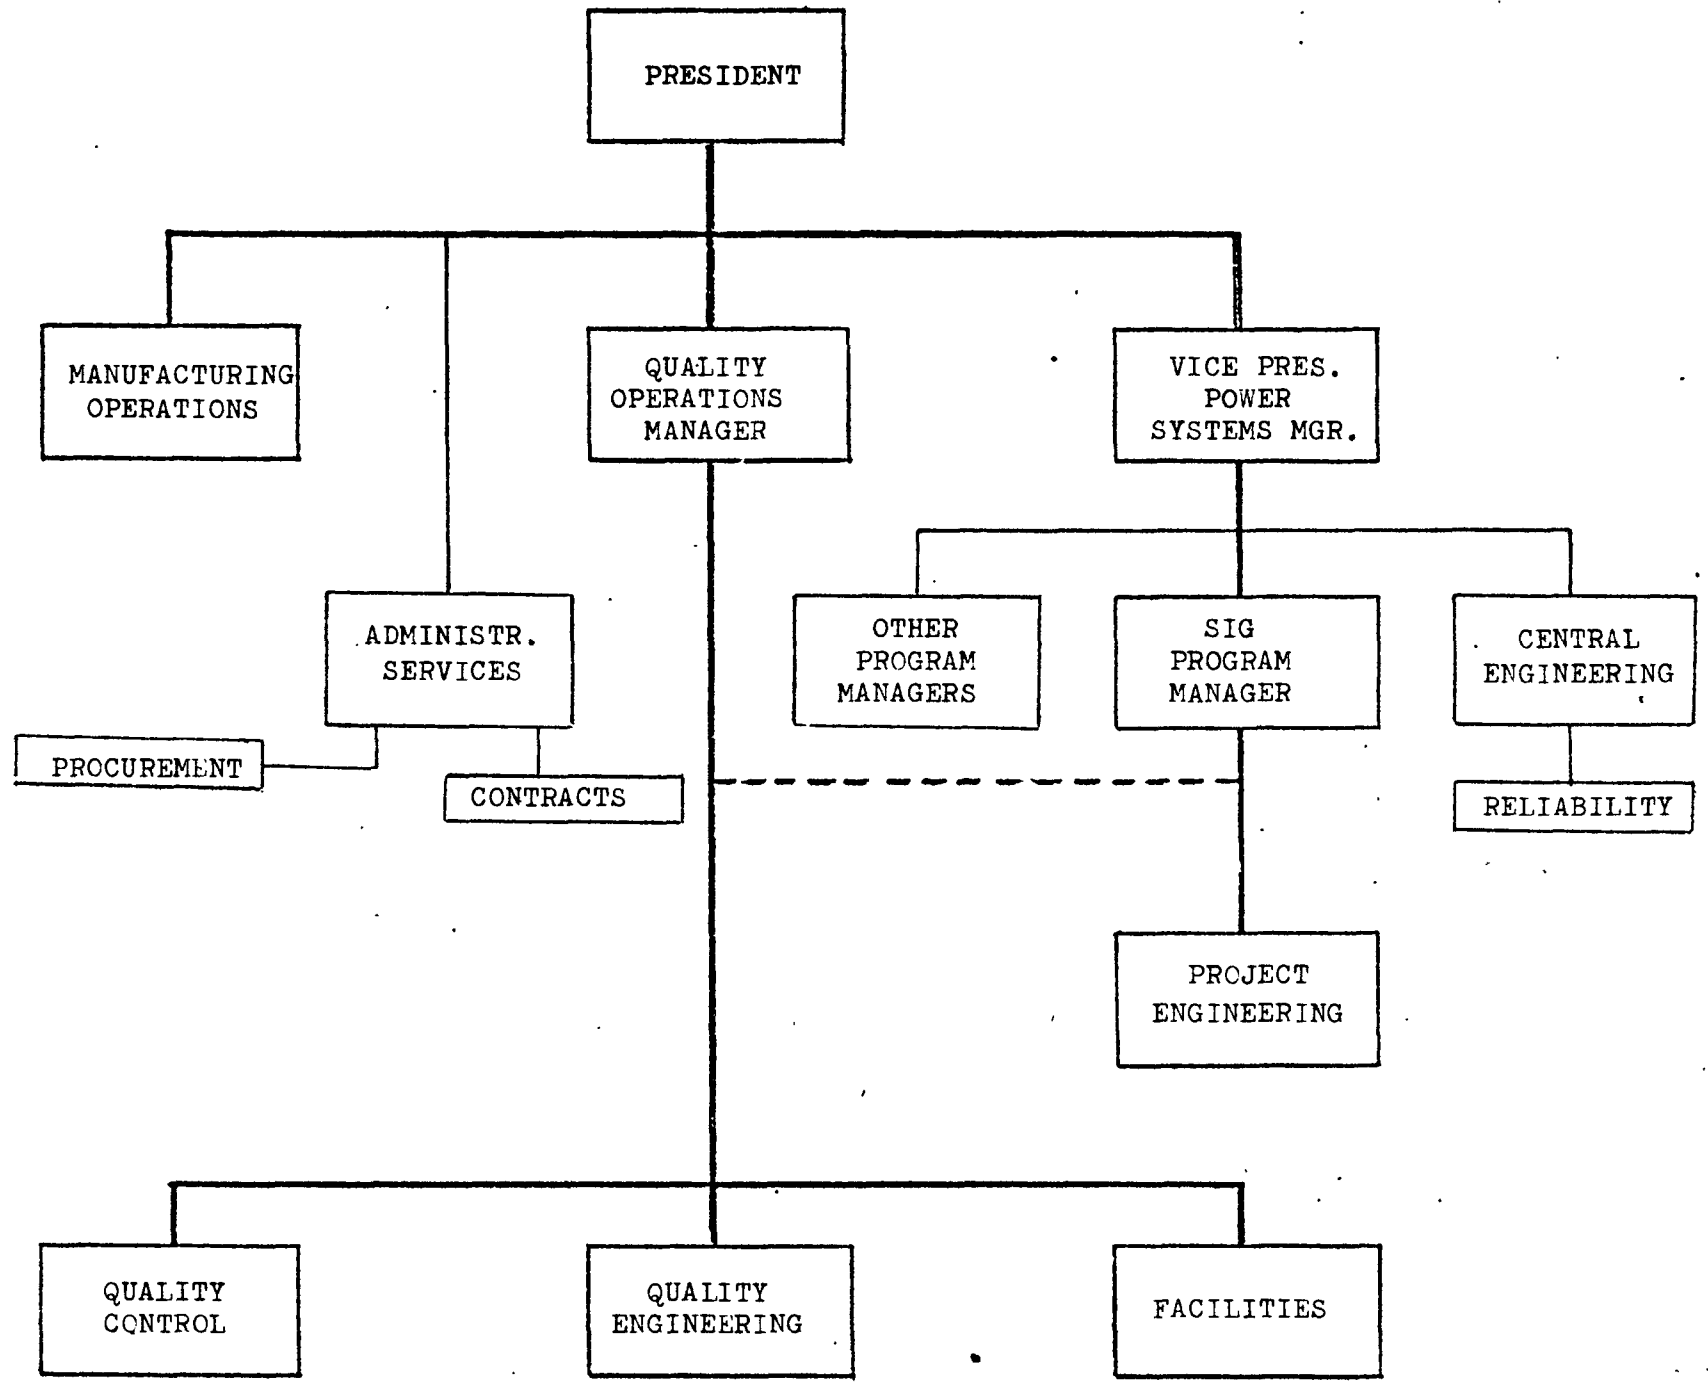 PRESIDENT
MANUFACTURING
OPERATIONS
QUALITY
OPERATIONS
MANAGER
VICE PRES.
POWER
SYSTEMS MGR.
ADMINISTR.
SERVICES
OTHER
PROGRAM
MANAGERS
SIG
PROGRAM
MANAGER
CENTRAL
ENGINEERING
PROCUREMENT
CONTRACTS
RELIABILITY
PROJECT
ENGINEERING
QUALITY
CONTROL
QUALITY
ENGINEERING
FACILITIES